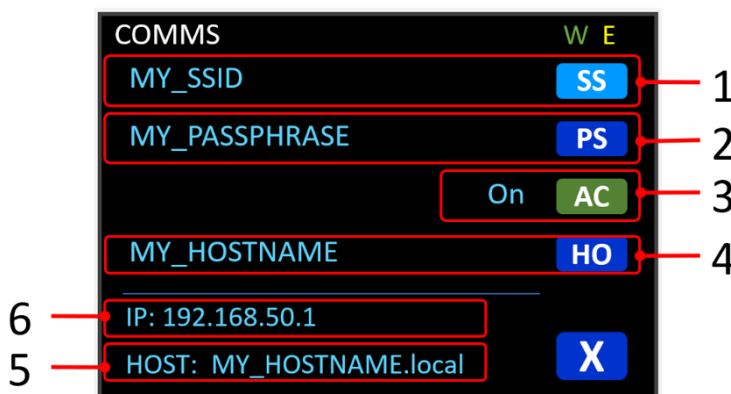 COMMS W E
MY_SSID SS 1
MY_PASSPHRASE PS 2
On AC 3
MY_HOSTNAME HO 4
6 IP: 192.168.50.1
5 HOST: MY_HOSTNAME.local X